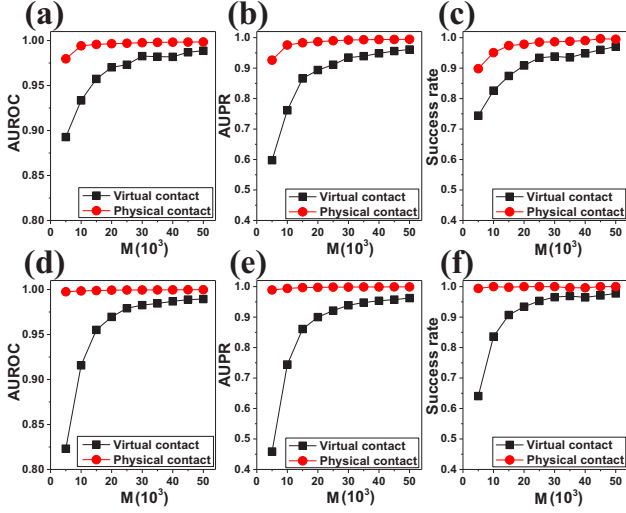 (a) (b) (c)
1.00
0.975
0.90
0.85
0.80
AUROC
Virtual contact
Physical contact
0 10 20 30 40 50
M (10³)
1.0
0.9
0.8
0.7
0.6
0.5
0.4
AUPR
Virtual contact
Physical contact
0 10 20 30 40 50
M (10³)
1.0
0.9
0.8
0.7
0.6
0.5
0.4
Success rate
Virtual contact
Physical contact
0 10 20 30 40 50
M (10³)
(d) (e) (f)
1.00
0.975
0.90
0.85
0.80
AUROC
Virtual contact
Physical contact
0 10 20 30 40 50
M (10³)
1.0
0.9
0.8
0.7
0.6
0.5
0.4
AUPR
Virtual contact
Physical contact
0 10 20 30 40 50
M (10³)
1.0
0.9
0.8
0.7
0.6
0.5
0.4
Success rate
Virtual contact
Physical contact
0 10 20 30 40 50
M (10³)